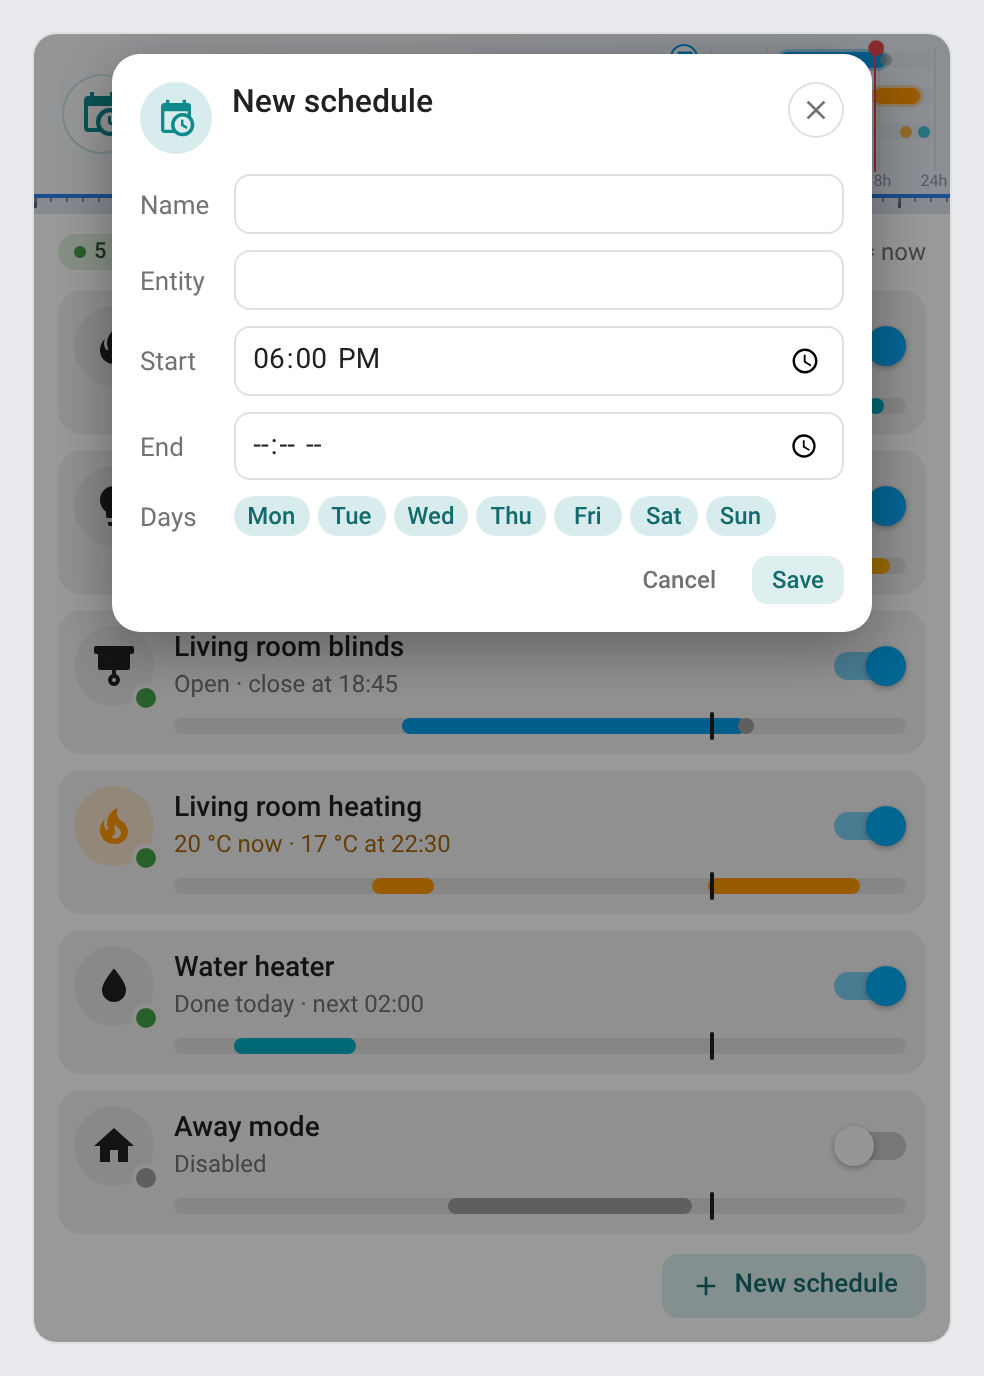 New schedule
8h 24h
5
now
Name
Entity
Start 06:00 PM
End --:-- --
Days Mon Tue Wed Thu Fri Sat Sun
Cancel Save
Living room blinds
Open · close at 18:45
Living room heating
20 °C now · 17 °C at 22:30
Water heater
Done today · next 02:00
Away mode
Disabled
+ New schedule